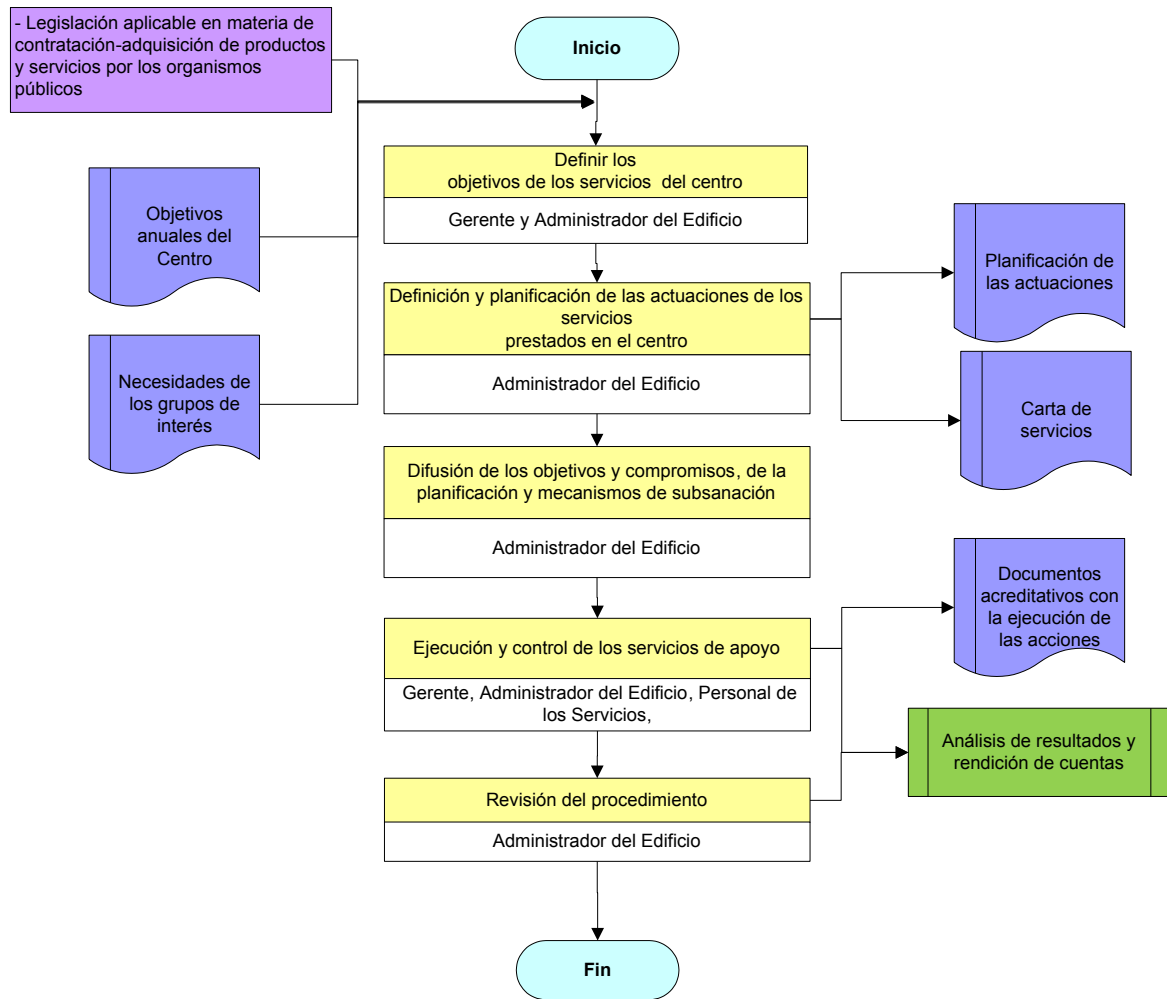 - Legislación aplicable en materia de
contratación-adquisición de productos
y servicios por los organismos
públicos
Inicio
Definir los
objetivos de los servicios  del centro
Gerente y Administrador del Edificio
Objetivos
anuales del
Centro
Planificación de
las actuaciones
Definición y planificación de las actuaciones de los
servicios
prestados en el centro
Administrador del Edificio
Necesidades de
los grupos de
interés
Carta de
servicios
Difusión de los objetivos y compromisos, de la
planificación y mecanismos de subsanación
Administrador del Edificio
Documentos
acreditativos con
la ejecución de
las acciones
Ejecución y control de los servicios de apoyo
Gerente, Administrador del Edificio, Personal de
los Servicios,
Análisis de resultados y
rendición de cuentas
Revisión del procedimiento
Administrador del Edificio
Fin